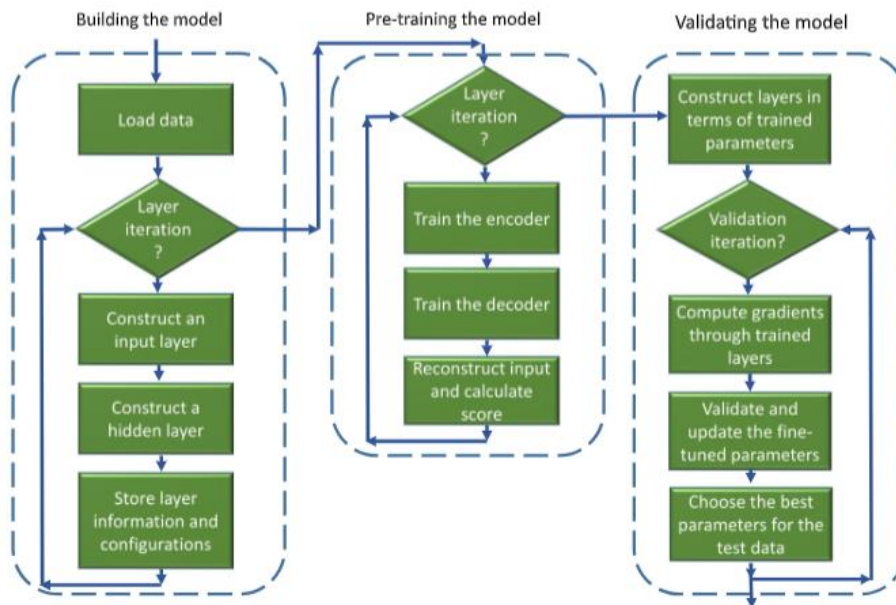 Building the model
Load data
Layer
iteration
?
Construct an
input layer
Construct a
hidden layer
Store layer
information and
configurations
Pre-training the model
Layer
iteration
?
Train the encoder
Train the decoder
Reconstruct input
and calculate
score
Validating the model
Construct layers in
terms of trained
parameters
Validation
iteration?
Compute gradients
through trained
layers
Validate and
update the fine-
tuned parameters
Choose the best
parameters for the
test data